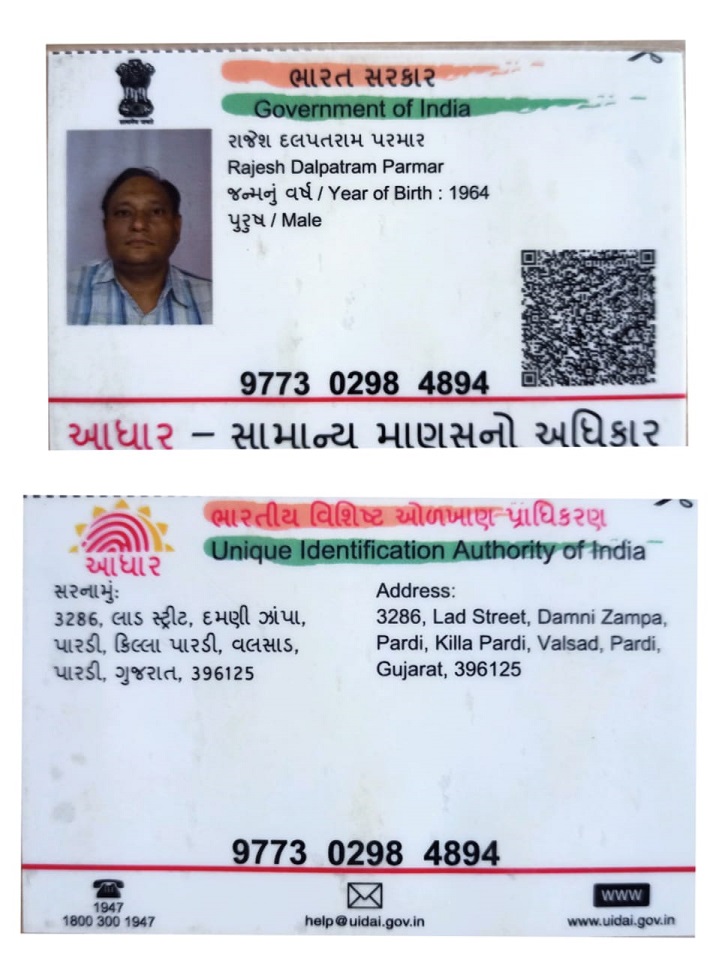 ભારત સરકાર
Government of India
રાજેશ દલપતરામ પરમાર
Rajesh Dalpatram Parmar
જન્મનું વર્ષ / Year of Birth : 1964
પુરુષ / Male
9773 0298 4894
આધાર – સામાન્ય માણસનો અધિકાર
ભારતીય વિશિષ્ટ ઓળખાણ પ્રાધિકરણ
Unique Identification Authority of India
આધાર
સરનામું:
3286, લાડ સ્ટ્રીટ, દમણી ઝાંપા,
પારડી, કિલ્લા પારડી, વલસાડ,
પારડી, ગુજરાત, 396125
Address:
3286, Lad Street, Damni Zampa,
Pardi, Killa Pardi, Valsad, Pardi,
Gujarat, 396125
9773 0298 4894
1947
1800 300 1947
help@uidai.gov.in
WWW
www.uidai.gov.in